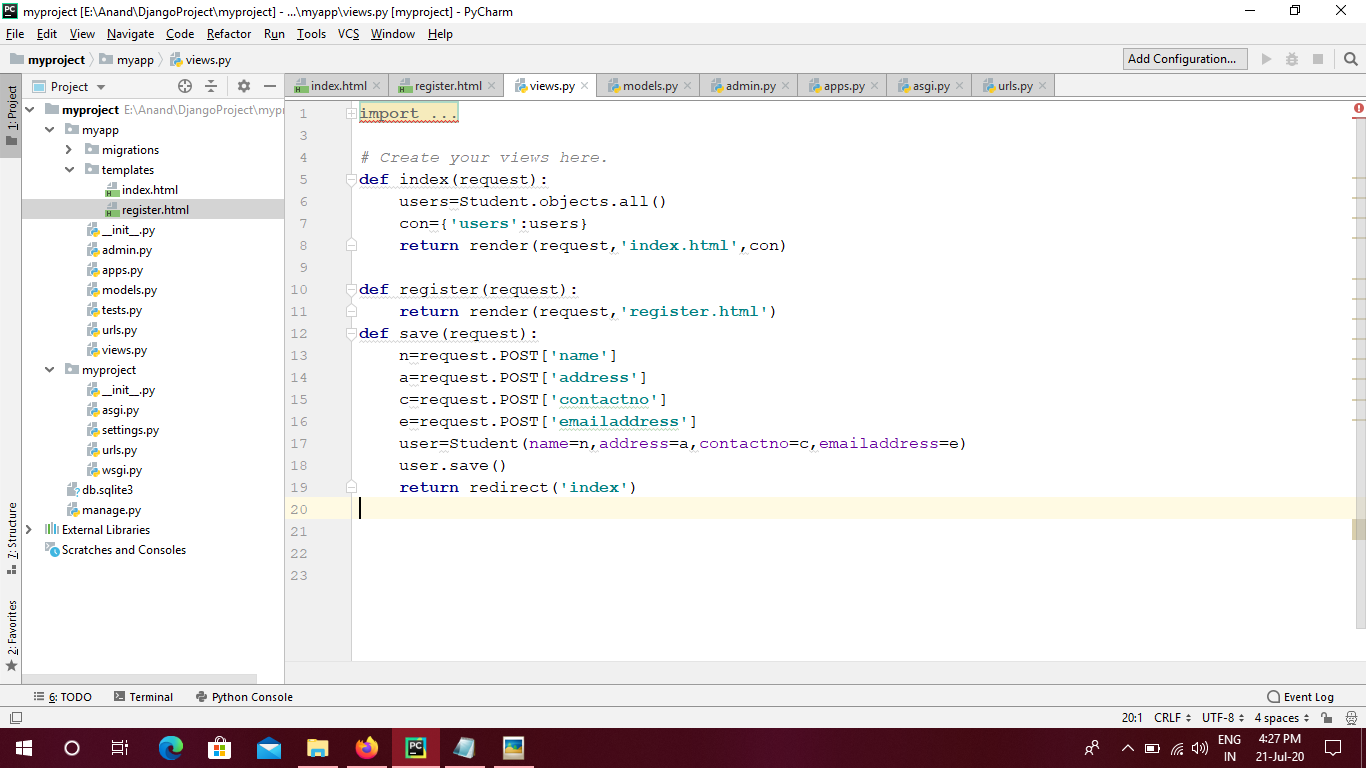 myproject [E:\Anand\DjangoProject\myproject] - ...\myapp\views.py [myproject] - PyCharm
File Edit View Navigate Code Refactor Run Tools VCS Window Help
myproject myapp views.py Add Configuration...
Project
index.html register.html views.py models.py admin.py apps.py asgi.py urls.py
1: Project
7: Structure
2: Favorites
myproject E:\Anand\DjangoProject\myp
myapp
migrations
templates
index.html
register.html
__init__.py
admin.py
apps.py
models.py
tests.py
urls.py
views.py
myproject
__init__.py
asgi.py
settings.py
urls.py
wsgi.py
db.sqlite3
manage.py
External Libraries
Scratches and Consoles
1 import ...
3
4 # Create your views here.
5 def index(request):
6 users=Student.objects.all()
7 con={'users':users}
8 return render(request,'index.html',con)
9
10 def register(request):
11 return render(request,'register.html')
12 def save(request):
13 n=request.POST['name']
14 a=request.POST['address']
15 c=request.POST['contactno']
16 e=request.POST['emailaddress']
17 user=Student(name=n,address=a,contactno=c,emailaddress=e)
18 user.save()
19 return redirect('index')
20
21
22
23
6: TODO Terminal Python Console Event Log
20:1 CRLF UTF-8 4 spaces
ENG
IN
4:27 PM
21-Jul-20